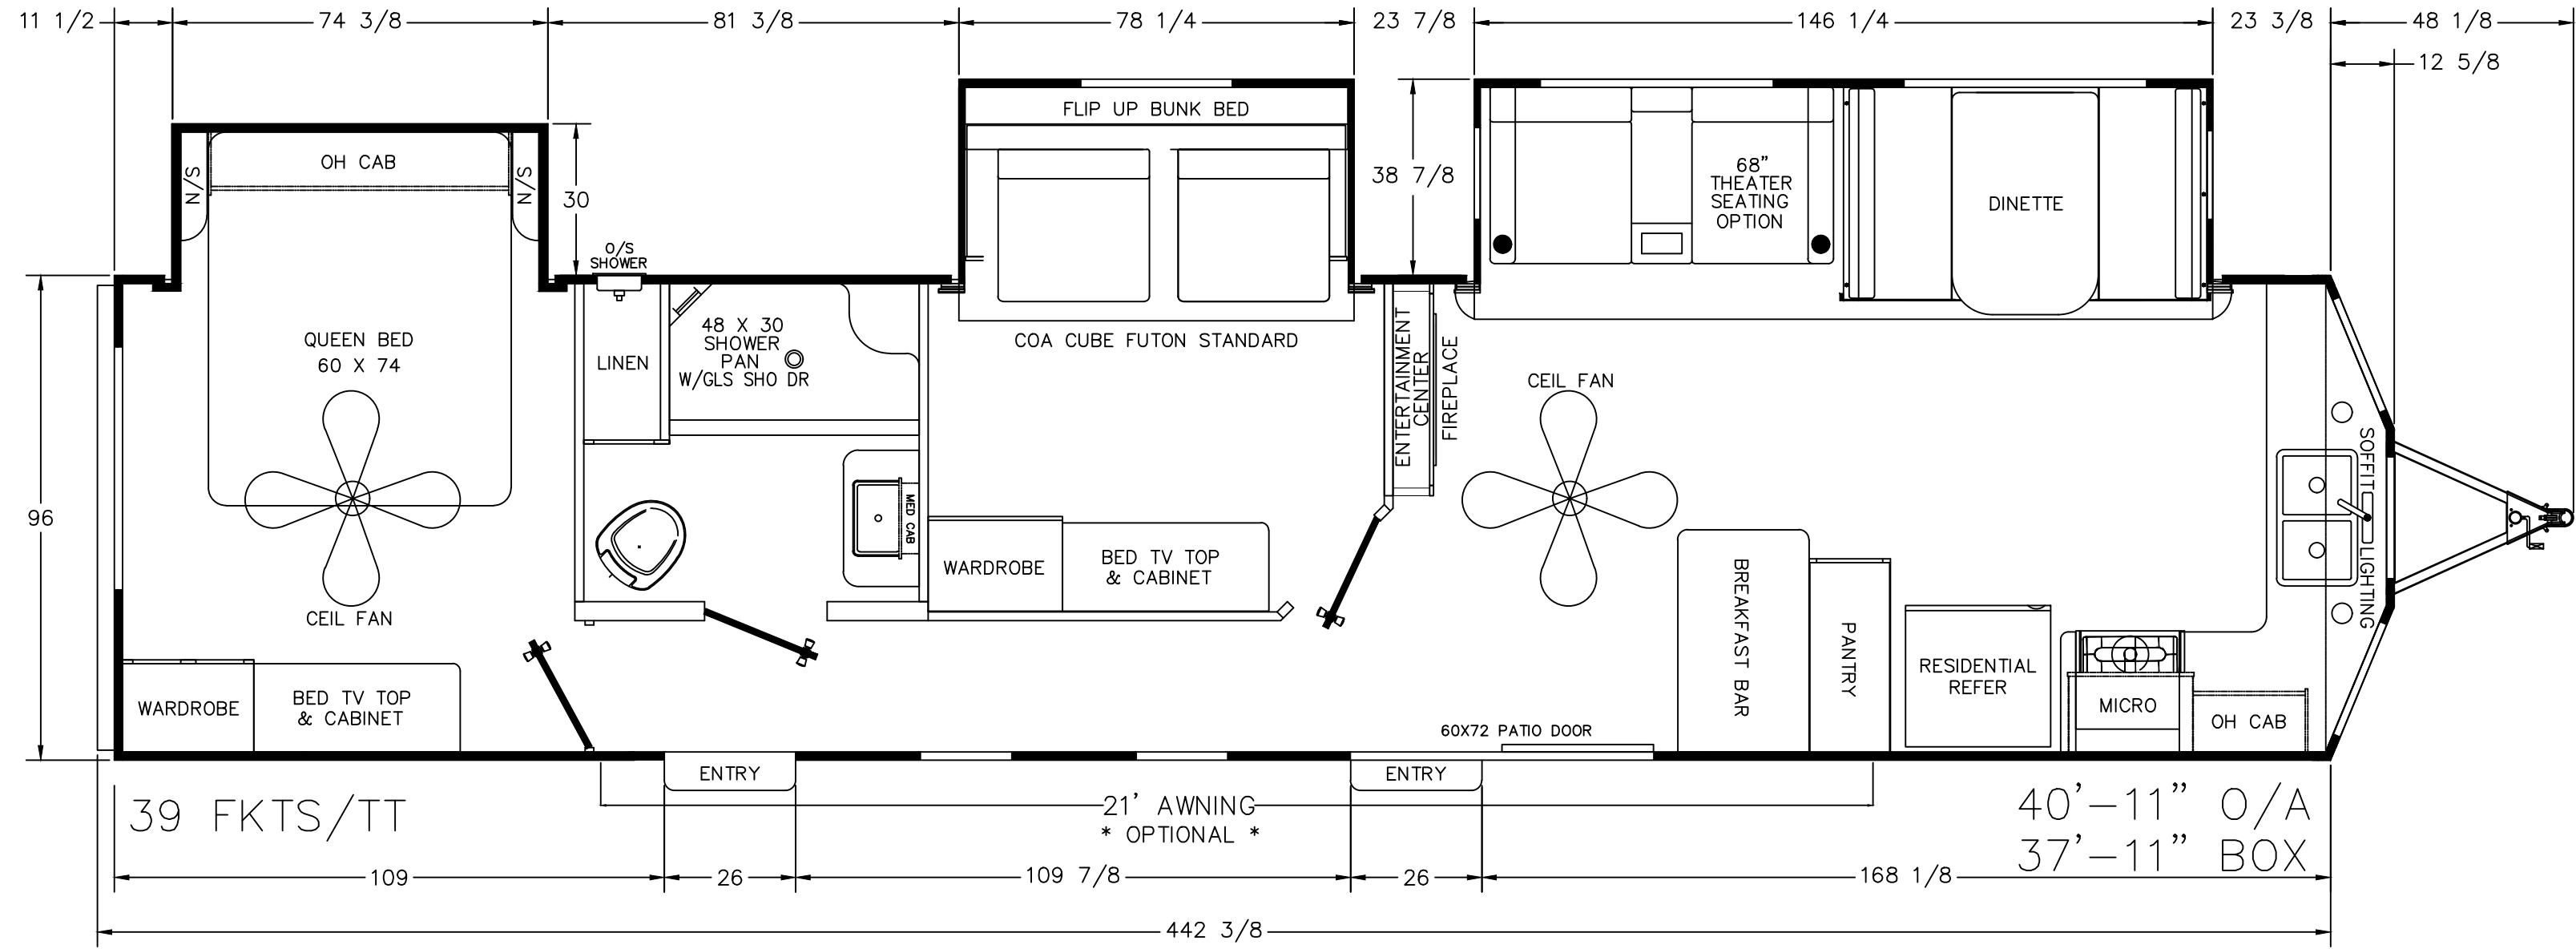 11 1/2
74 3/8
81 3/8
78 1/4
23 7/8
146 1/4
23 3/8
48 1/8
12 5/8
FLIP UP BUNK BED
OH CAB
N/S
N/S
30
38 7/8
68"
THEATER
SEATING
OPTION
DINETTE
O/S
SHOWER
QUEEN BED
60 X 74
LINEN
48 X 30
SHOWER
PAN
W/GLS SHO DR
COA CUBE FUTON STANDARD
ENTERTAINMENT
CENTER
FIREPLACE
CEIL FAN
SOFFIT LIGHTING
96
MED CAB
WARDROBE
BED TV TOP
& CABINET
CEIL FAN
BREAKFAST BAR
PANTRY
RESIDENTIAL
REFER
MICRO
OH CAB
WARDROBE
BED TV TOP
& CABINET
60X72 PATIO DOOR
ENTRY
ENTRY
39 FKTS/TT
21' AWNING
* OPTIONAL *
40'-11" O/A
37'-11" BOX
109
26
109 7/8
26
168 1/8
442 3/8